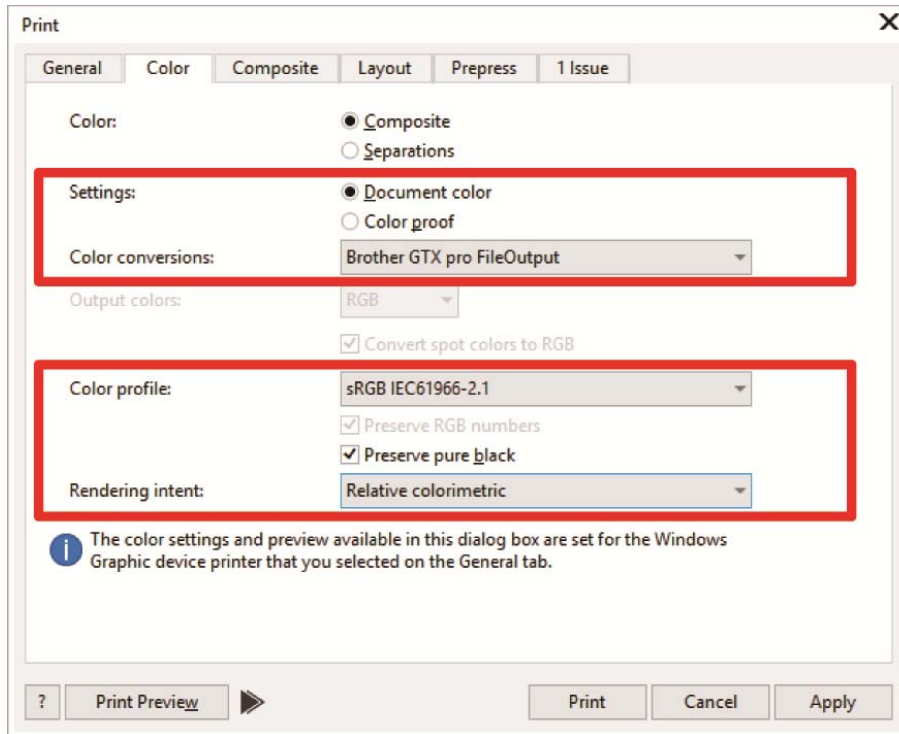 Print
General Color Composite Layout Prepress 1 Issue
Color: Composite
Separations
Settings: Document color
Color proof
Color conversions: Brother GTX pro FileOutput
Output colors: RGB
Convert spot colors to RGB
Color profile: sRGB IEC61966-2.1
Preserve RGB numbers
Preserve pure black
Rendering intent: Relative colorimetric
The color settings and preview available in this dialog box are set for the Windows
Graphic device printer that you selected on the General tab.
? Print Preview Print Cancel Apply